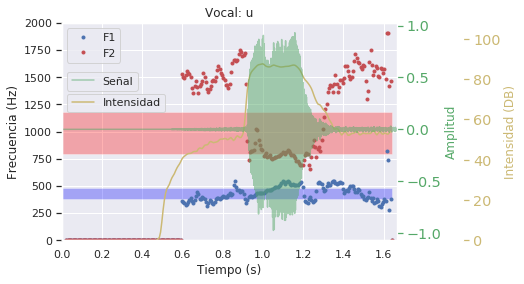 Vocal: u
F1
F2
Señal
Intensidad
Frecuencia (Hz)
2000
1750
1500
1250
1000
750
500
250
0
0.0 0.2 0.4 0.6 0.8 1.0 1.2 1.4 1.6
Tiempo (s)
1.0
0.5
0.0
−0.5
−1.0
Amplitud
100
80
60
40
20
0
Intensidad (DB)